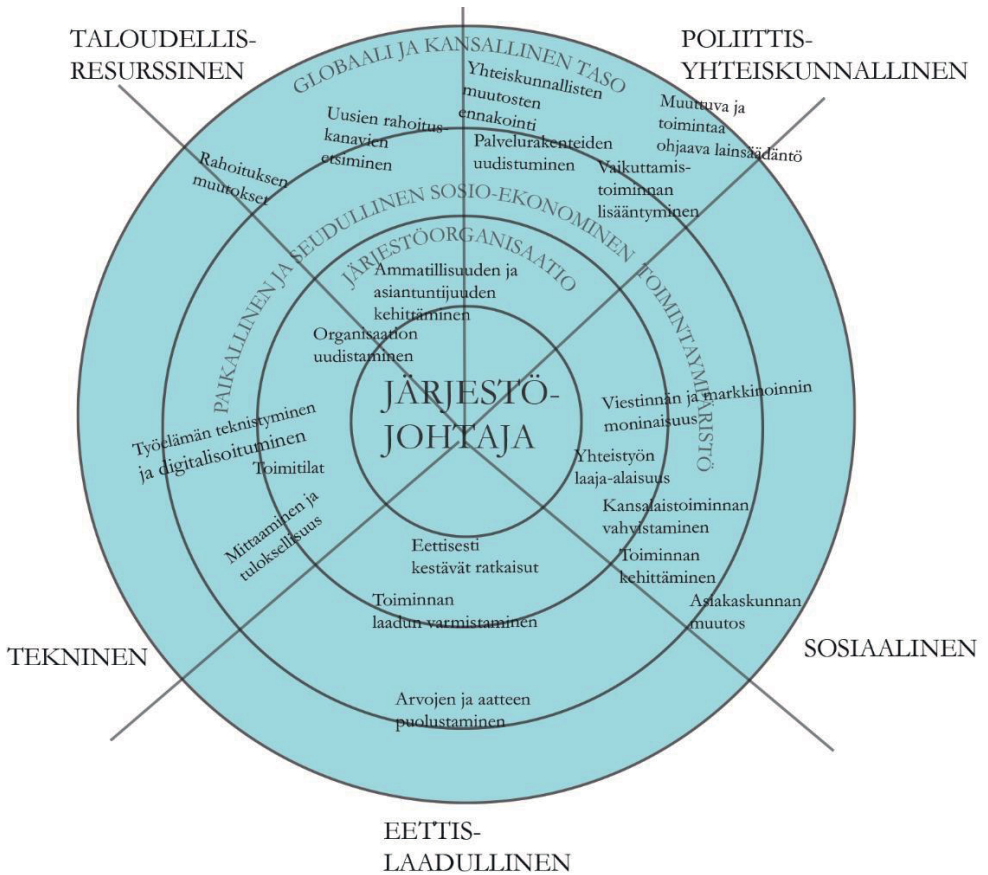 TALOUDELLIS-
RESURSSINEN
POLIITTIS-
YHTEISKUNNALLINEN
GLOBAALI JA KANSALLINEN TASO
Yhteiskunnallisten
muutosten
ennakointi
Muuttuva ja
toimintaa
ohjaava lainsäädäntö
Uusien rahoitus-
kanavien
etsiminen
Palvelurakenteiden
uudistuminen
Rahoituksen
muutokset
Vaikuttamis-
toiminnan
lisääntyminen
PAIKALLINEN JA SEUDULLINEN SOSIO-EKONOMINEN TOIMINTAYMPÄRISTÖ
JÄRJESTÖORGANISAATIO
Ammatillisuuden ja
asiantuntijuuden
kehittäminen
Organisaation
uudistaminen
JÄRJESTÖ-
JOHTAJA
Viestinnän ja markkinoinnin
moninaisuus
Työelämän teknistyminen
ja digitalisoituminen
Toimitilat
Yhteistyön
laaja-alaisuus
Mittaaminen ja
tuloksellisuus
Kansalaistoiminnan
vahvistaminen
Eettisesti
kestävät ratkaisut
Toiminnan
kehittäminen
Toiminnan
laadun varmistaminen
Asiakaskunnan
muutos
TEKNINEN
SOSIAALINEN
Arvojen ja aatteen
puolustaminen
EETTIS-
LAADULLINEN